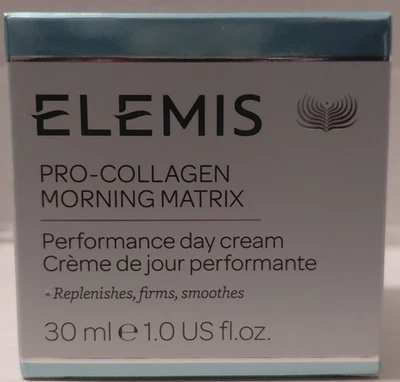 ELEMIS
PRO-COLLAGEN
MORNING MATRIX
Performance day cream
Crème de jour performante
Replenishes, firms, smoothes
30 ml ℮ 1.0 US fl.oz.